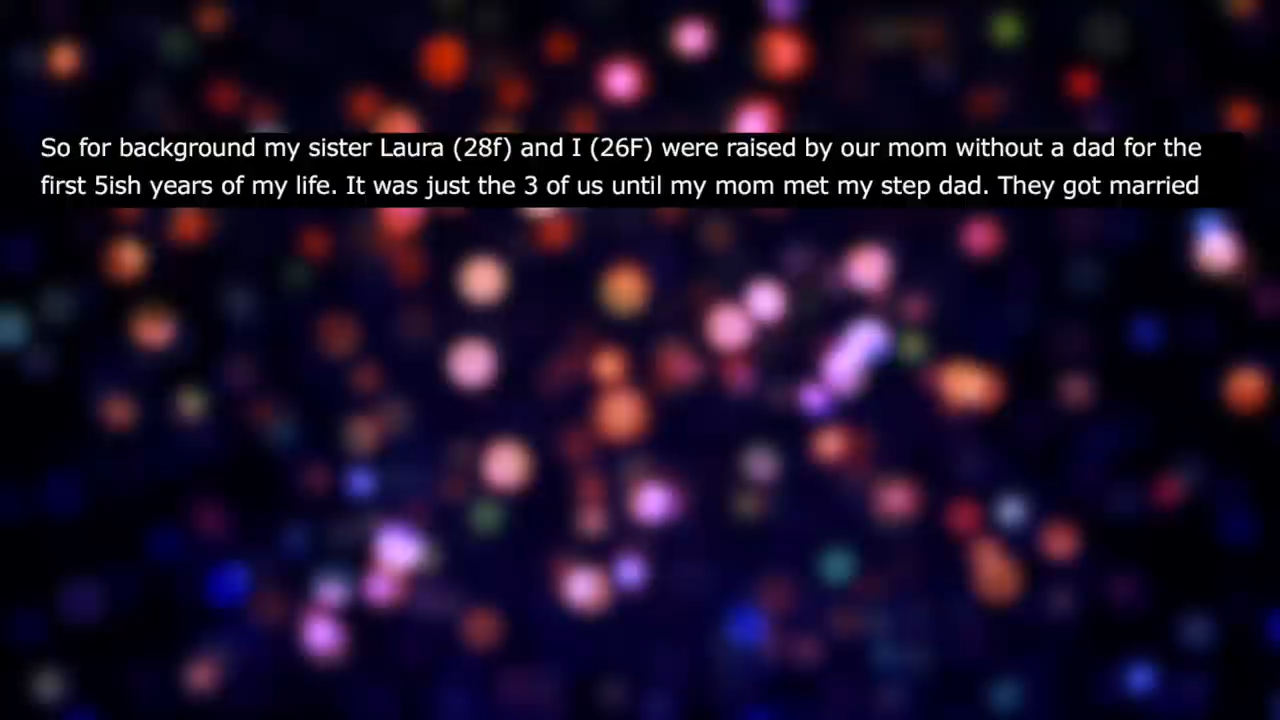 So for background my sister Laura (28f) and I (26F) were raised by our mom without a dad for the
first 5ish years of my life. It was just the 3 of us until my mom met my step dad. They got married